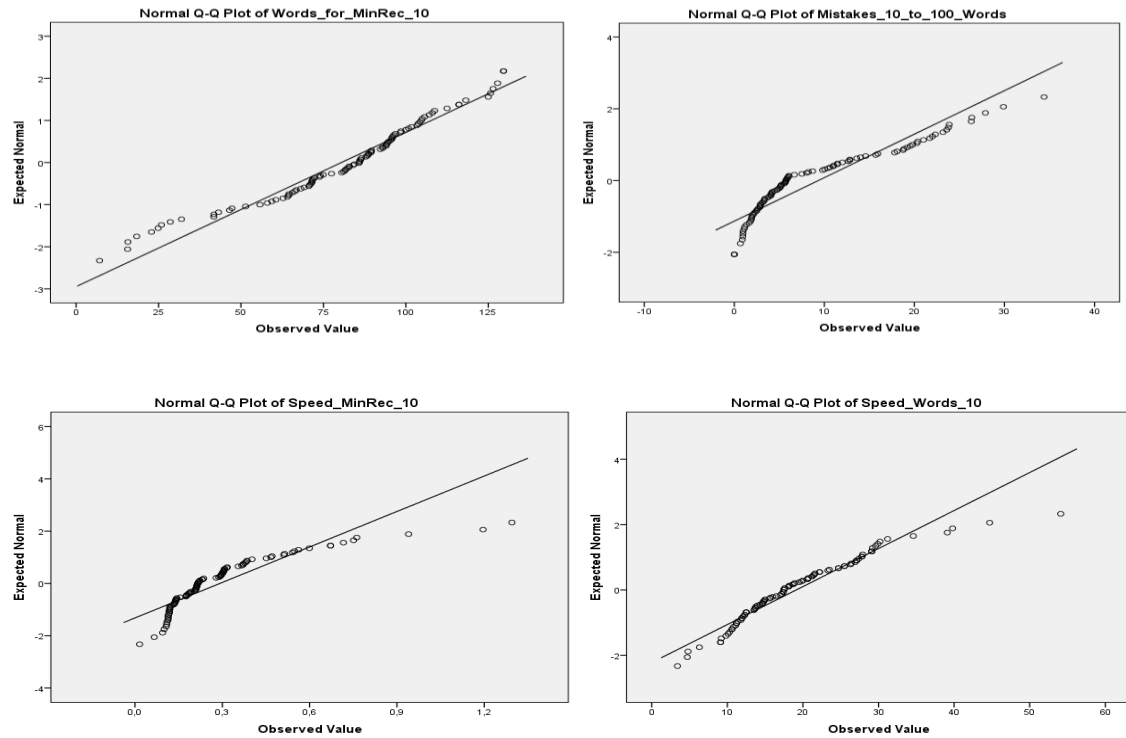 Normal Q-Q Plot of Words_for_MinRec_10
3
2
1
0
-1
-2
-3
Expected Normal
0 25 50 75 100 125
Observed Value
Normal Q-Q Plot of Mistakes_10_to_100_Words
4
2
0
-2
Expected Normal
-10 0 10 20 30 40
Observed Value
Normal Q-Q Plot of Speed_MinRec_10
6
4
2
0
-2
-4
Expected Normal
0,0 0,3 0,6 0,9 1,2
Observed Value
Normal Q-Q Plot of Speed_Words_10
4
2
0
-2
Expected Normal
0 10 20 30 40 50 60
Observed Value